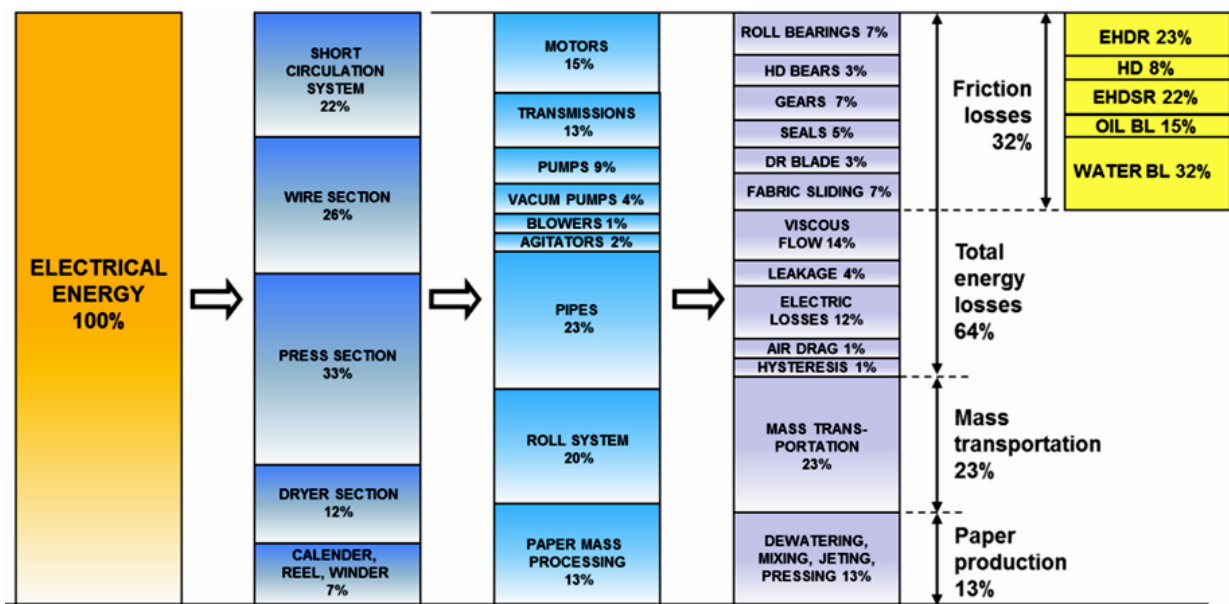 ELECTRICAL
ENERGY
100%
SHORT
CIRCULATION
SYSTEM
22%
WIRE SECTION
26%
PRESS SECTION
33%
DRYER SECTION
12%
CALENDER,
REEL, WINDER
7%
MOTORS
15%
TRANSMISSIONS
13%
PUMPS 9%
VACUM PUMPS 4%
BLOWERS 1%
AGITATORS 2%
PIPES
23%
ROLL SYSTEM
20%
PAPER MASS
PROCESSING
13%
ROLL BEARINGS 7%
HD BEARS 3%
GEARS 7%
SEALS 5%
DR BLADE 3%
FABRIC SLIDING 7%
VISCOUS
FLOW 14%
LEAKAGE 4%
ELECTRIC
LOSSES 12%
AIR DRAG 1%
HYSTERESIS 1%
MASS TRANS-
PORTATION
23%
DEWATERING,
MIXING, JETING,
PRESSING 13%
Friction
losses
32%
Total
energy
losses
64%
Mass
transportation
23%
Paper
production
13%
EHDR 23%
HD 8%
EHDSR 22%
OIL BL 15%
WATER BL 32%